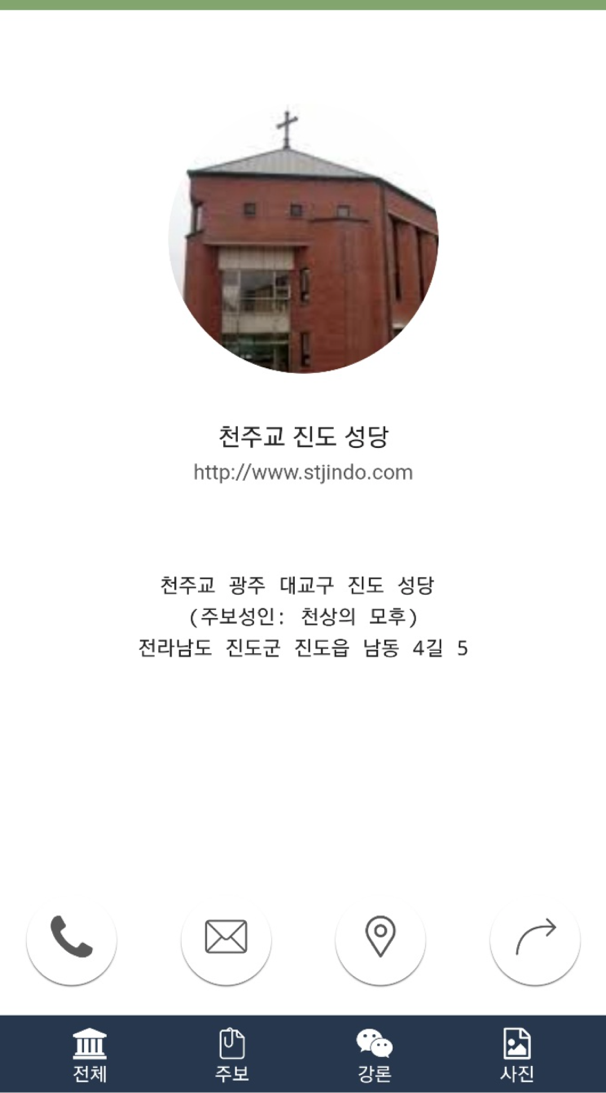 천주교 진도 성당
http://www.stjindo.com
천주교 광주 대교구 진도 성당
(주보성인: 천상의 모후)
전라남도 진도군 진도읍 남동 4길 5
전체 주보 강론 사진